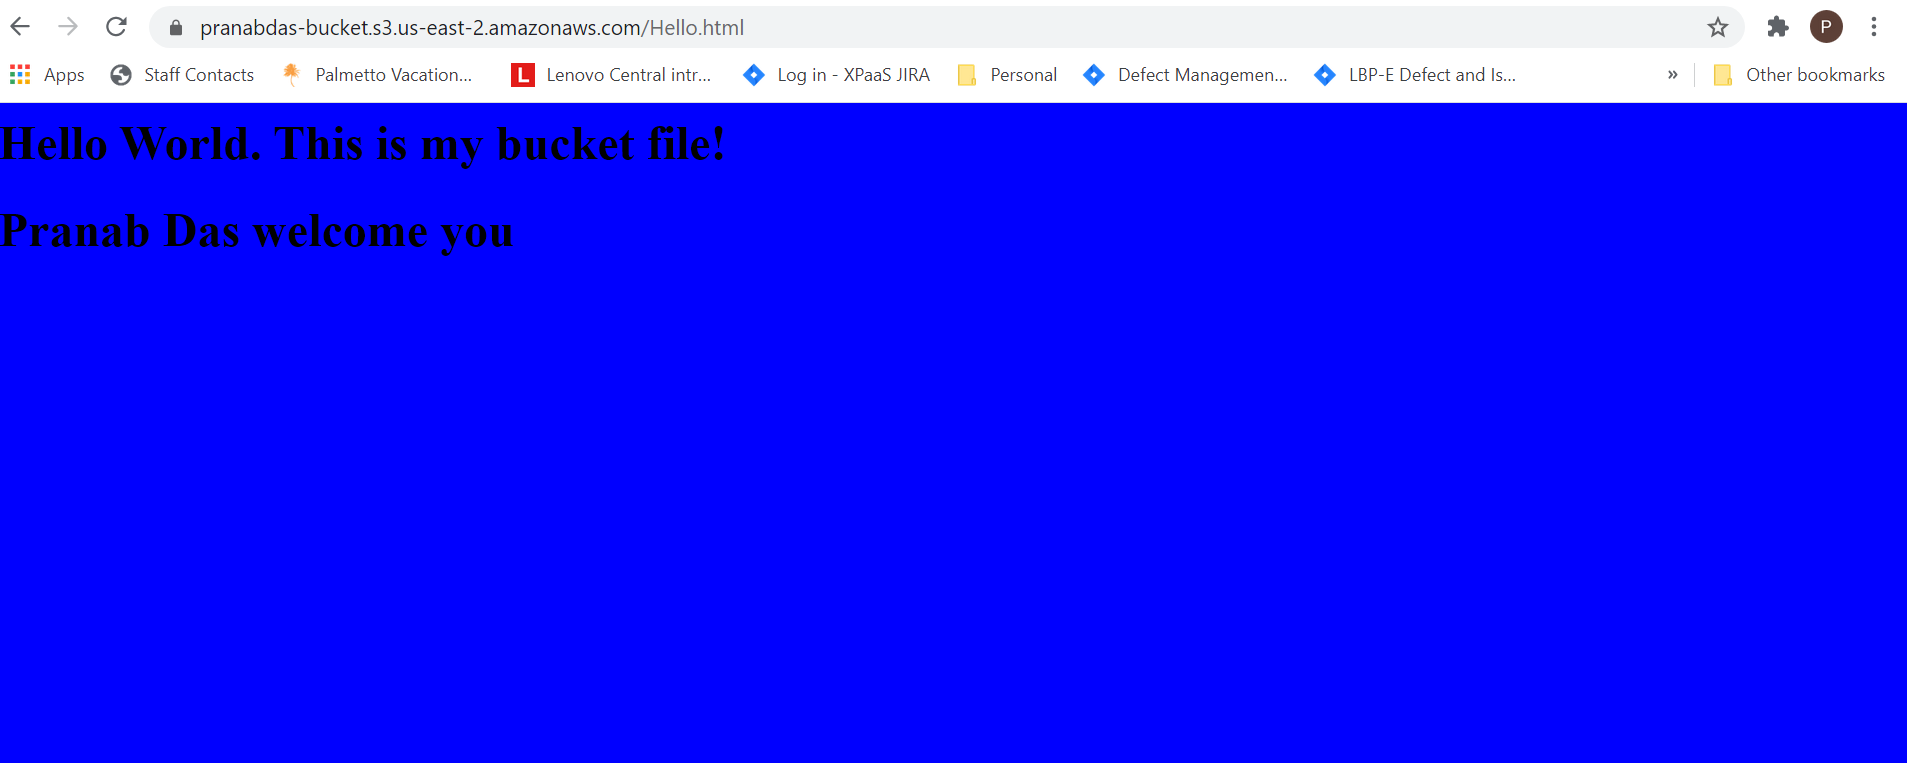 pranabdas-bucket.s3.us-east-2.amazonaws.com/Hello.html
P
Apps Staff Contacts Palmetto Vacation... L Lenovo Central intr... Log in - XPaaS JIRA Personal Defect Managemen... LBP-E Defect and Is... » Other bookmarks
Hello World. This is my bucket file!
Pranab Das welcome you